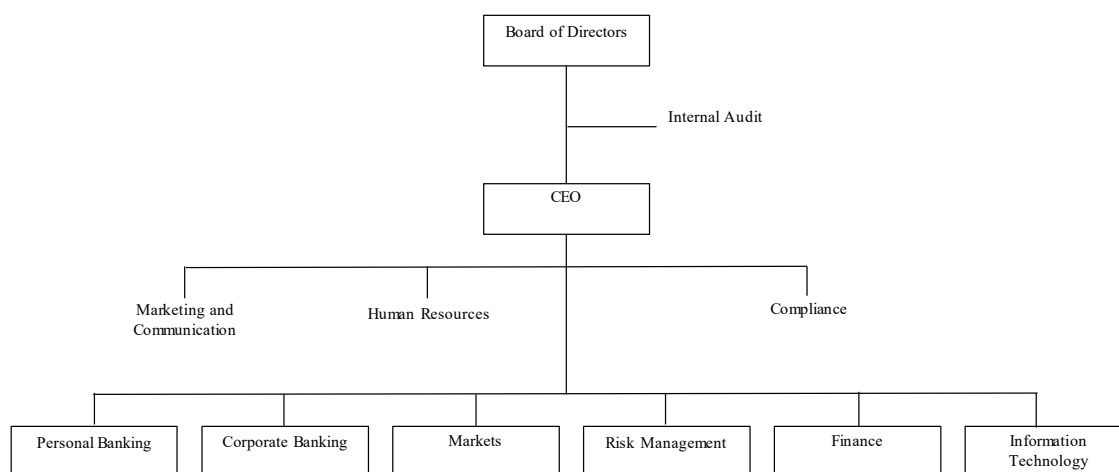 Board of Directors
Internal Audit
CEO
Marketing and
Communication
Human Resources
Compliance
Personal Banking
Corporate Banking
Markets
Risk Management
Finance
Information
Technology